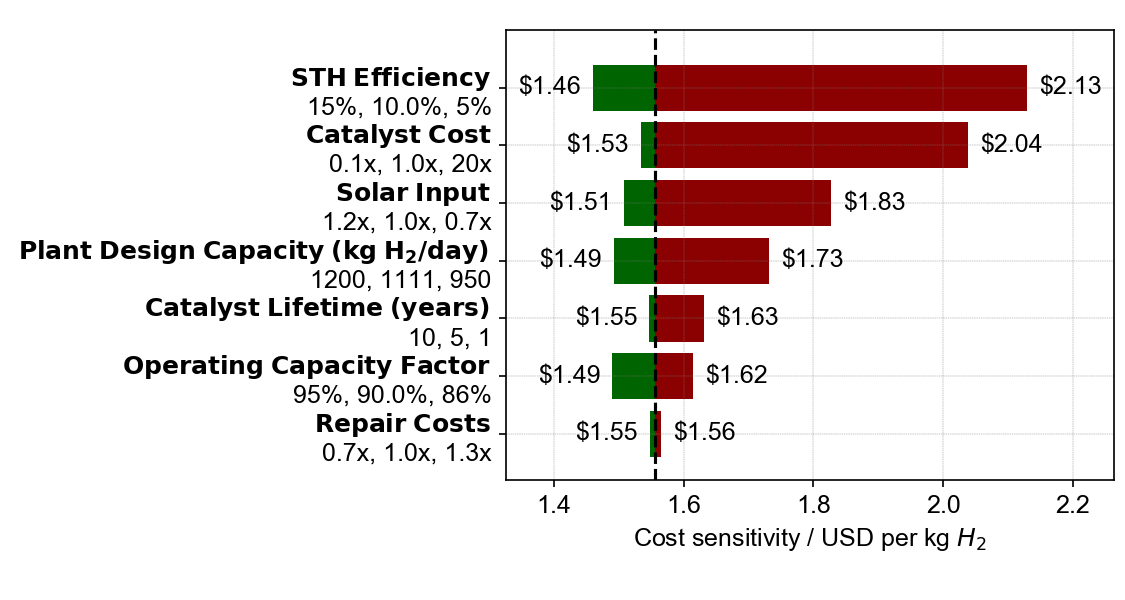 STH Efficiency
15%, 10.0%, 5%
$1.46
$2.13
Catalyst Cost
0.1x, 1.0x, 20x
$1.53
$2.04
Solar Input
1.2x, 1.0x, 0.7x
$1.51
$1.83
Plant Design Capacity (kg H₂/day)
1200, 1111, 950
$1.49
$1.73
Catalyst Lifetime (years)
10, 5, 1
$1.55
$1.63
Operating Capacity Factor
95%, 90.0%, 86%
$1.49
$1.62
Repair Costs
0.7x, 1.0x, 1.3x
$1.55
$1.56
1.4 1.6 1.8 2.0 2.2
Cost sensitivity / USD per kg H₂